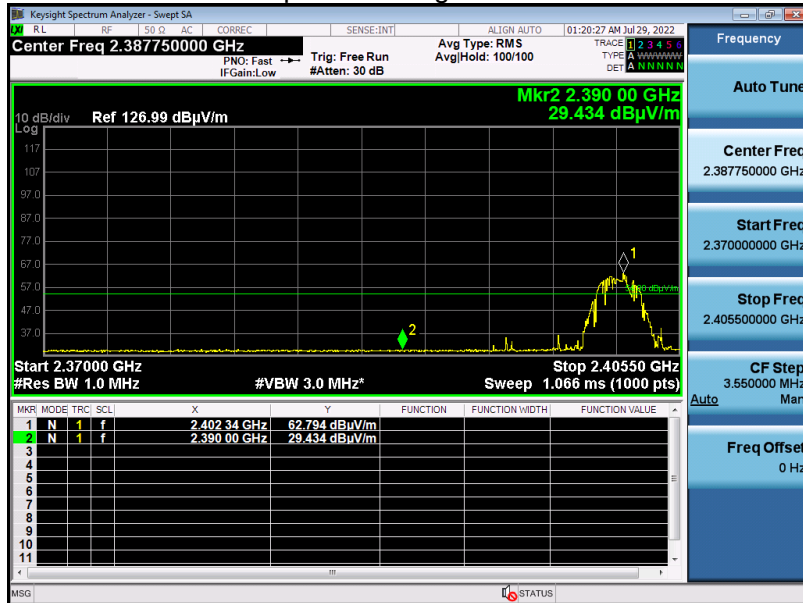 Keysight Spectrum Analyzer - Swept SA
LXI RL RF 50 Ω AC CORREC SENSE:INT ALIGN AUTO 01:20:27 AM Jul 29, 2022
Center Freq 2.387750000 GHz
PNO: Fast
IFGain:Low
Trig: Free Run
#Atten: 30 dB
Avg Type: RMS
Avg|Hold: 100/100
TRACE 1 2 3 4 5 6
TYPE A WWWWW
DET A N N N N N
Mkr2 2.390 00 GHz
29.434 dBµV/m
10 dB/div Ref 126.99 dBµV/m
Log
117
107
97.0
87.0
77.0
67.0
57.0
47.0
37.0
1
2
Start 2.37000 GHz Stop 2.40550 GHz
#Res BW 1.0 MHz #VBW 3.0 MHz* Sweep 1.066 ms (1000 pts)
MKR MODE TRC SCL X Y FUNCTION FUNCTION WIDTH FUNCTION VALUE
1 N 1 f 2.402 34 GHz 62.794 dBµV/m
2 N 1 f 2.390 00 GHz 29.434 dBµV/m
3
4
5
6
7
8
9
10
11
MSG STATUS
Frequency
Auto Tune
Center Freq
2.387750000 GHz
Start Freq
2.370000000 GHz
Stop Freq
2.405500000 GHz
CF Step
3.550000 MHz
Auto Man
Freq Offset
0 Hz